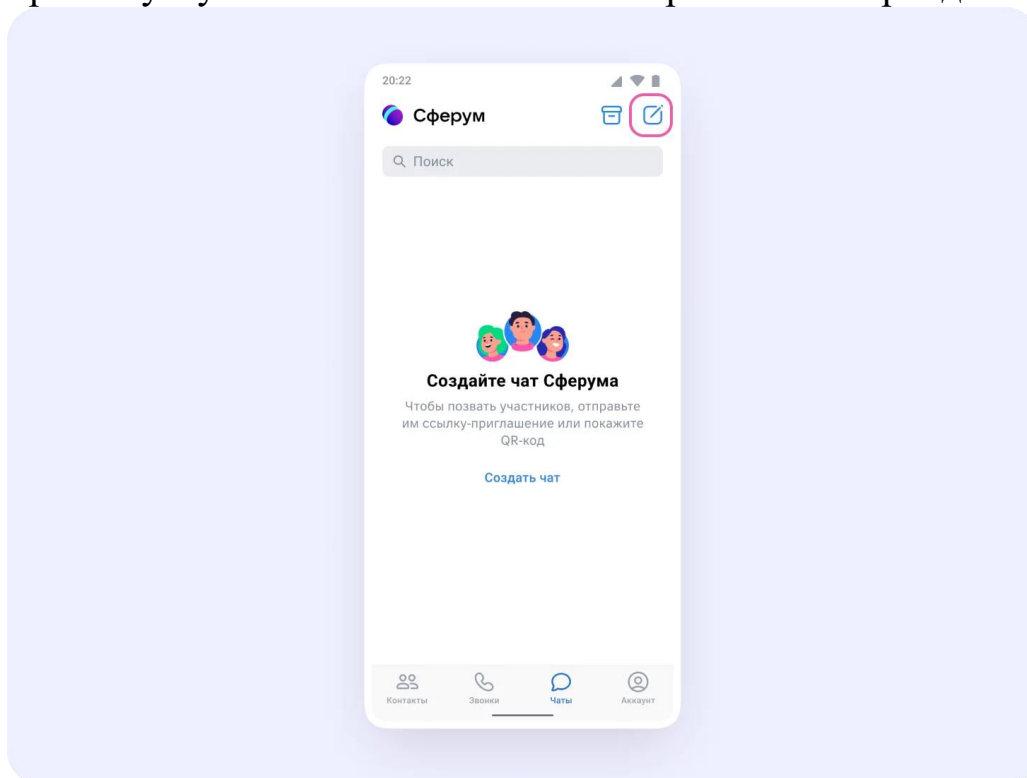 20:22
Сферум
Поиск
Создайте чат Сферума
Чтобы позвать участников, отправьте
им ссылку-приглашение или покажите
QR-код
Создать чат
Контакты Звонки Чаты Аккаунт